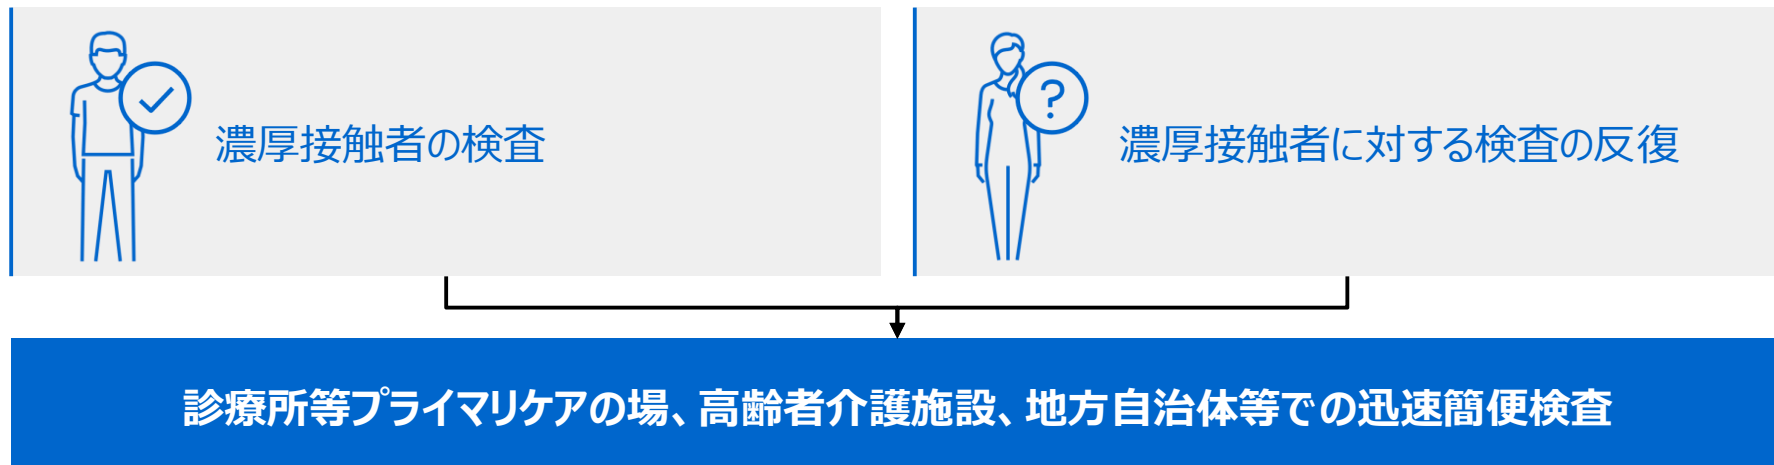 濃厚接触者の検査
?
濃厚接触者に対する検査の反復
診療所等プライマリケアの場、高齢者介護施設、地方自治体等での迅速簡便検査